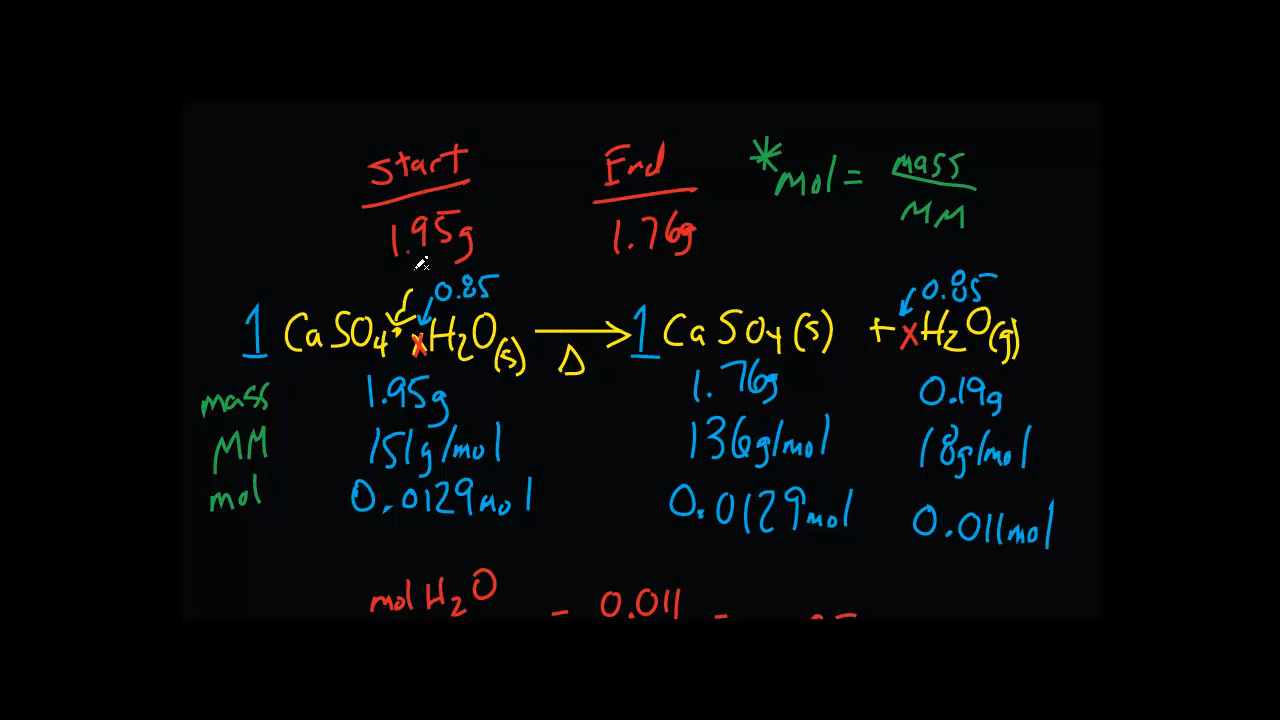 Start End *mol = mass / MM
1.95g 1.76g
0.85 0.85
1 CaSO4 · xH2O(s) → 1 CaSO4(s) + xH2O(g)
Δ
mass 1.95g 1.76g 0.19g
MM 151g/mol 136g/mol 18g/mol
mol 0.0129mol 0.0129mol 0.011mol
mol H2O = 0.011 =